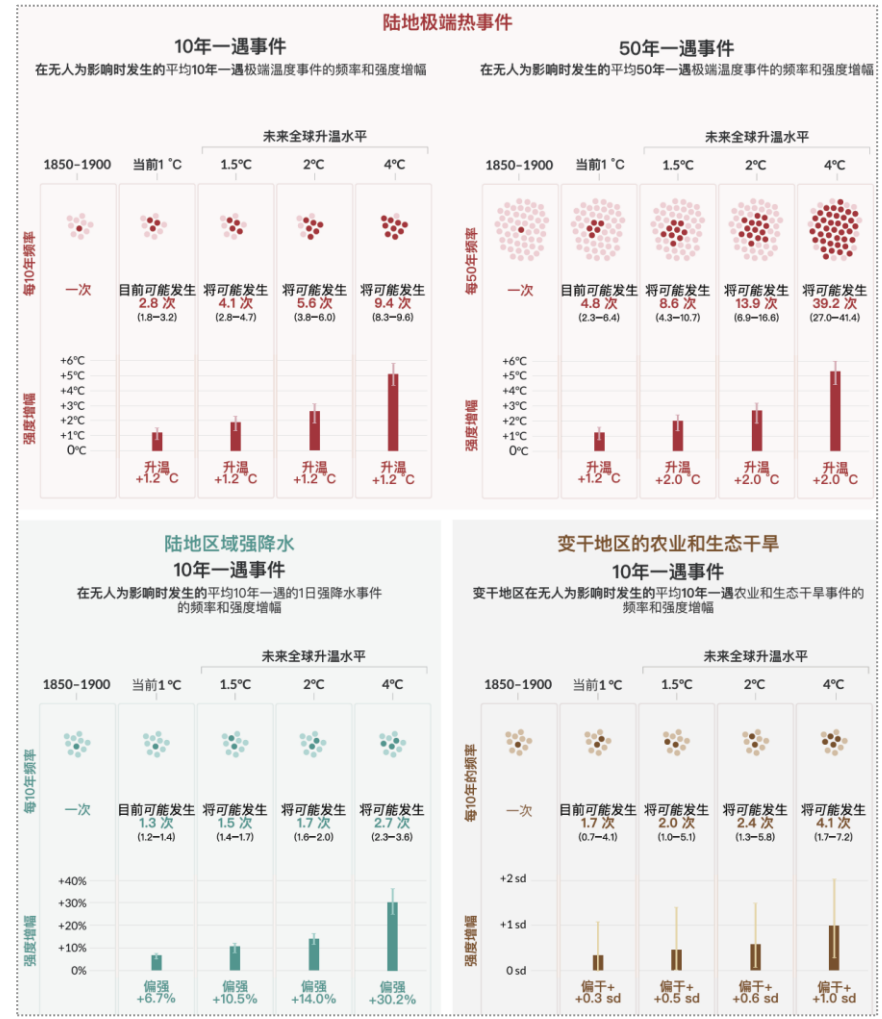 陆地极端热事件
10年一遇事件
在无人为影响时发生的平均10年一遇极端温度事件的频率和强度增幅
未来全球升温水平
1850–1900 当前1 °C 1.5°C 2°C 4°C
每10年频率
一次
目前可能发生 将可能发生 将可能发生 将可能发生
2.8 次 4.1 次 5.6 次 9.4 次
(1.8–3.2) (2.8–4.7) (3.8–6.0) (8.3–9.6)
强度增幅
+6°C
+5°C
+4°C
+3°C
+2°C
+1°C
0°C
升温 升温 升温 升温
+1.2 °C +1.2 °C +1.2 °C +1.2 °C
50年一遇事件
在无人为影响时发生的平均50年一遇极端温度事件的频率和强度增幅
未来全球升温水平
1850–1900 当前1 °C 1.5°C 2°C 4°C
每50年频率
一次
目前可能发生 将可能发生 将可能发生 将可能发生
4.8 次 8.6 次 13.9 次 39.2 次
(2.3–6.4) (4.3–10.7) (6.9–16.6) (27.0–41.4)
强度增幅
+6°C
+5°C
+4°C
+3°C
+2°C
+1°C
0°C
升温 升温 升温 升温
+1.2 °C +2.0 °C +2.0 °C +2.0 °C
陆地区域强降水
10年一遇事件
在无人为影响时发生的平均10年一遇的1日强降水事件
的频率和强度增幅
未来全球升温水平
1850–1900 当前1 °C 1.5°C 2°C 4°C
每10年频率
一次
目前可能发生 将可能发生 将可能发生 将可能发生
1.3 次 1.5 次 1.7 次 2.7 次
(1.2–1.4) (1.4–1.7) (1.6–2.0) (2.3–3.6)
强度增幅
+40%
+30%
+20%
+10%
0%
偏强 偏强 偏强 偏强
+6.7% +10.5% +14.0% +30.2%
变干地区的农业和生态干旱
10年一遇事件
变干地区在无人为影响时发生的平均10年一遇农业和生态干旱事件的
频率和强度增幅
未来全球升温水平
1850–1900 当前1 °C 1.5°C 2°C 4°C
每10年的频率
一次
目前可能发生 将可能发生 将可能发生 将可能发生
1.7 次 2.0 次 2.4 次 4.1 次
(0.7–4.1) (1.0–5.1) (1.3–5.8) (1.7–7.2)
强度增幅
+2 sd
+1 sd
0 sd
偏干+ 偏干+ 偏干+ 偏干+
+0.3 sd +0.5 sd +0.6 sd +1.0 sd